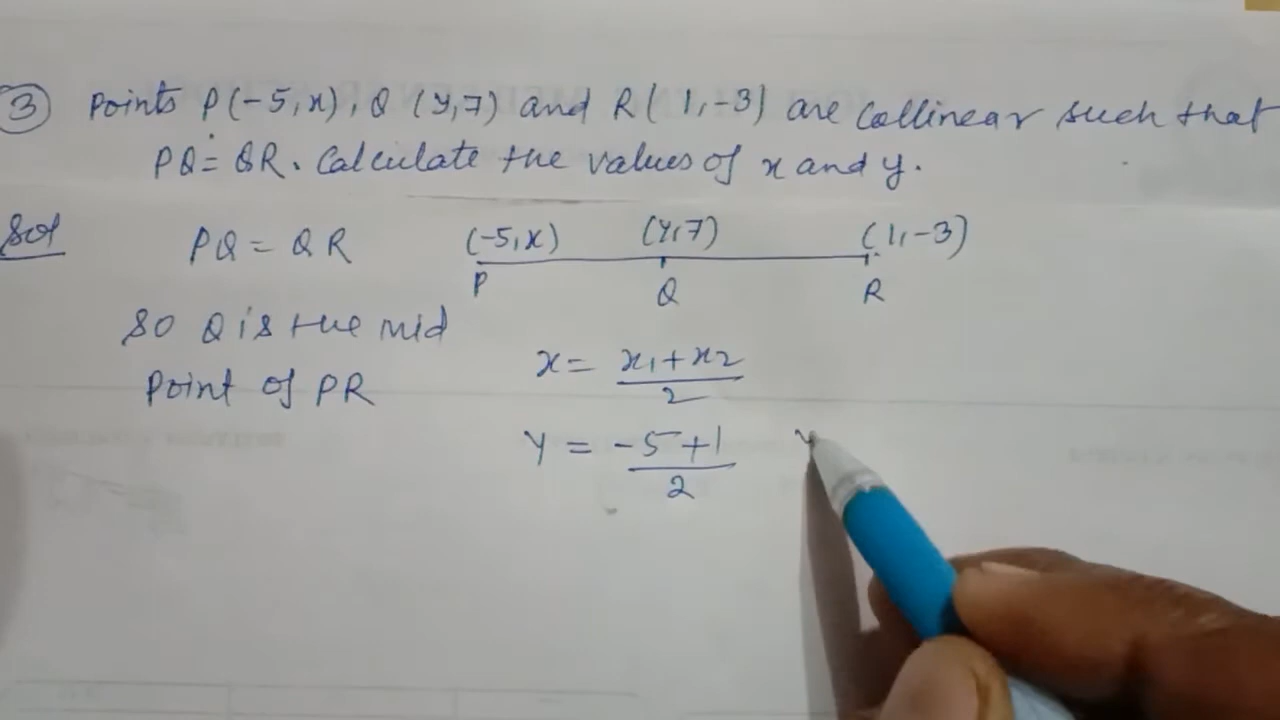 3 Points P(-5,x), Q (y,7) and R( 1,-3) are collinear such that
PQ = QR. Calculate the values of x and y.
Sol PQ = QR (-5,x) (y,7) (1,-3)
P Q R
SO Q is the mid
Point of PR
x = x1+x2 / 2
y = -5+1 / 2 y